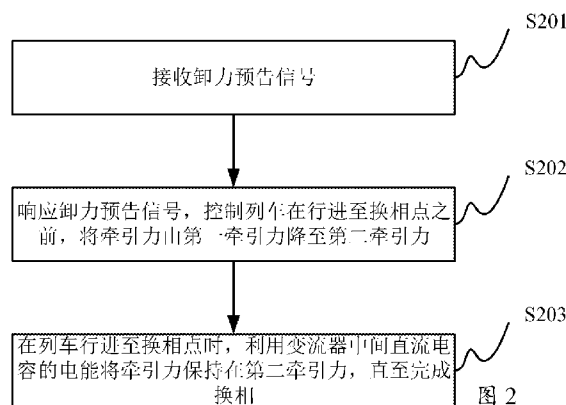 S201
接收卸力预告信号
S202
响应卸力预告信号，控制列车在行进至换相点之
前，将牵引力由第一牵引力降至第二牵引力
S203
在列车行进至换相点时，利用变流器中间直流电
容的电能将牵引力保持在第二牵引力，直至完成
换相
图 2